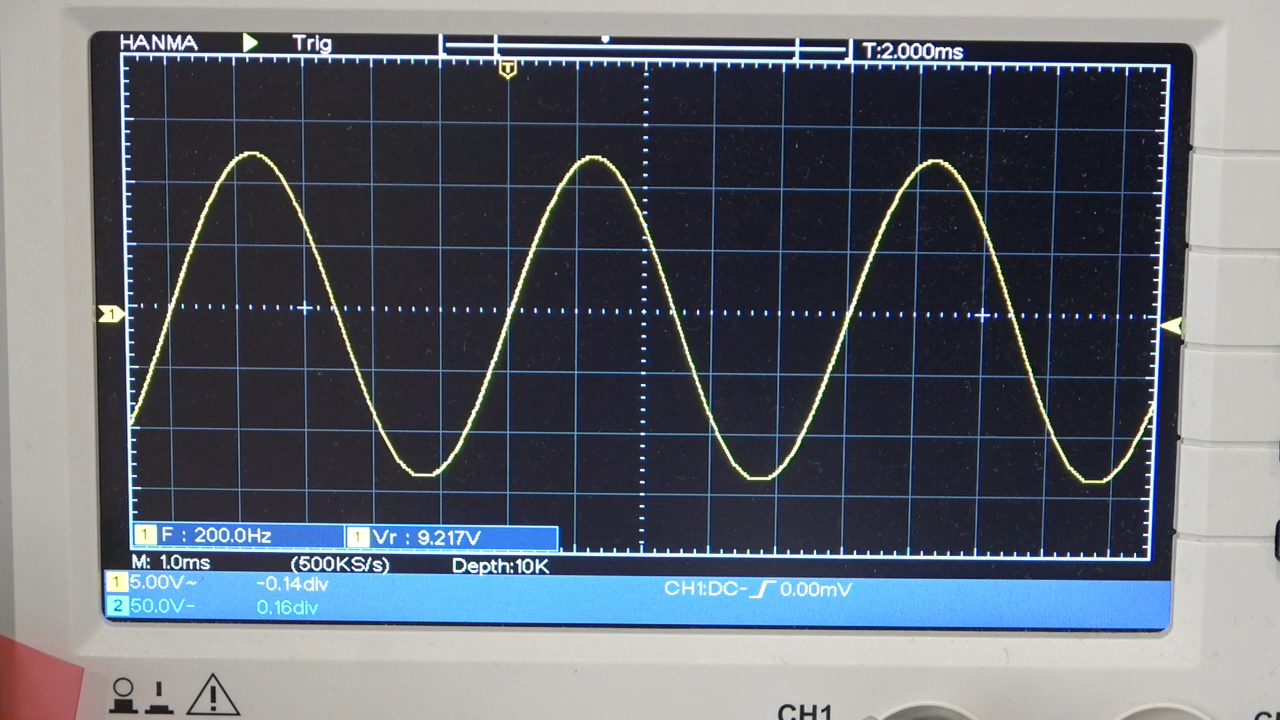 HANMA Trig T:2.000ms
T
1
1 F : 200.0Hz 1 Vr : 9.217V
M: 1.0ms (500KS/s) Depth:10K
1 5.00V~ -0.14div CH1:DC- 0.00mV
2 50.0V- 0.16div
CH1